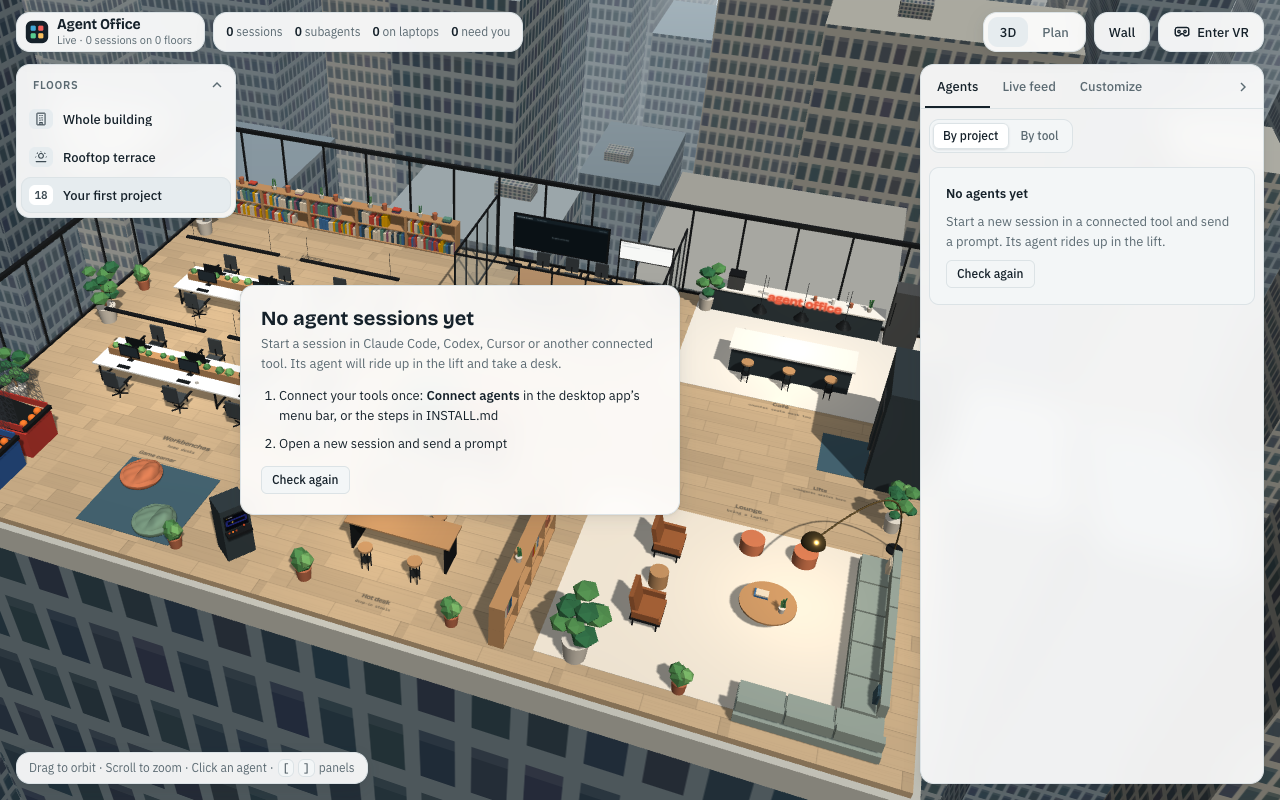 Agent Office
Live · 0 sessions on 0 floors
0 sessions 0 subagents 0 on laptops 0 need you
3D Plan
Wall
Enter VR
FLOORS
Whole building
Rooftop terrace
18 Your first project
Agents Live feed Customize
By project By tool
No agents yet
Start a new session in a connected tool and send
a prompt. Its agent rides up in the lift.
Check again
agent office
No agent sessions yet
Start a session in Claude Code, Codex, Cursor or another connected
tool. Its agent will ride up in the lift and take a desk.
1. Connect your tools once: Connect agents in the desktop app’s
menu bar, or the steps in INSTALL.md
2. Open a new session and send a prompt
Check again
Workbenches
Game corner
Lifts
Lounge
Hot desk
Drag to orbit · Scroll to zoom · Click an agent · [ ] panels